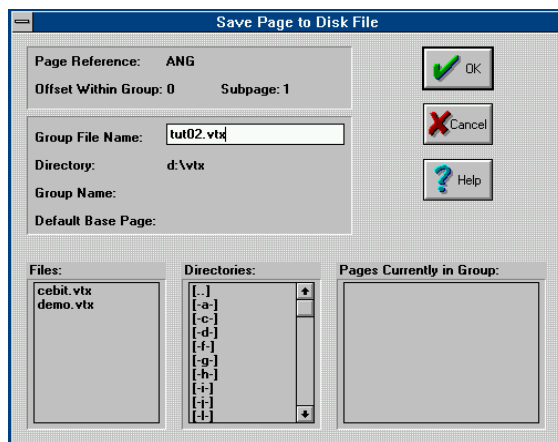 Save Page to Disk File
Page Reference: ANG
Offset Within Group: 0 Subpage: 1
OK
Group File Name: tut02.vtx
Cancel
Directory: d:\vtx
Group Name:
Help
Default Base Page:
Files:
cebit.vtx
demo.vtx
Directories:
[..]
[-a-]
[-c-]
[-d-]
[-f-]
[-g-]
[-h-]
[-i-]
[-j-]
[-l-]
Pages Currently in Group: